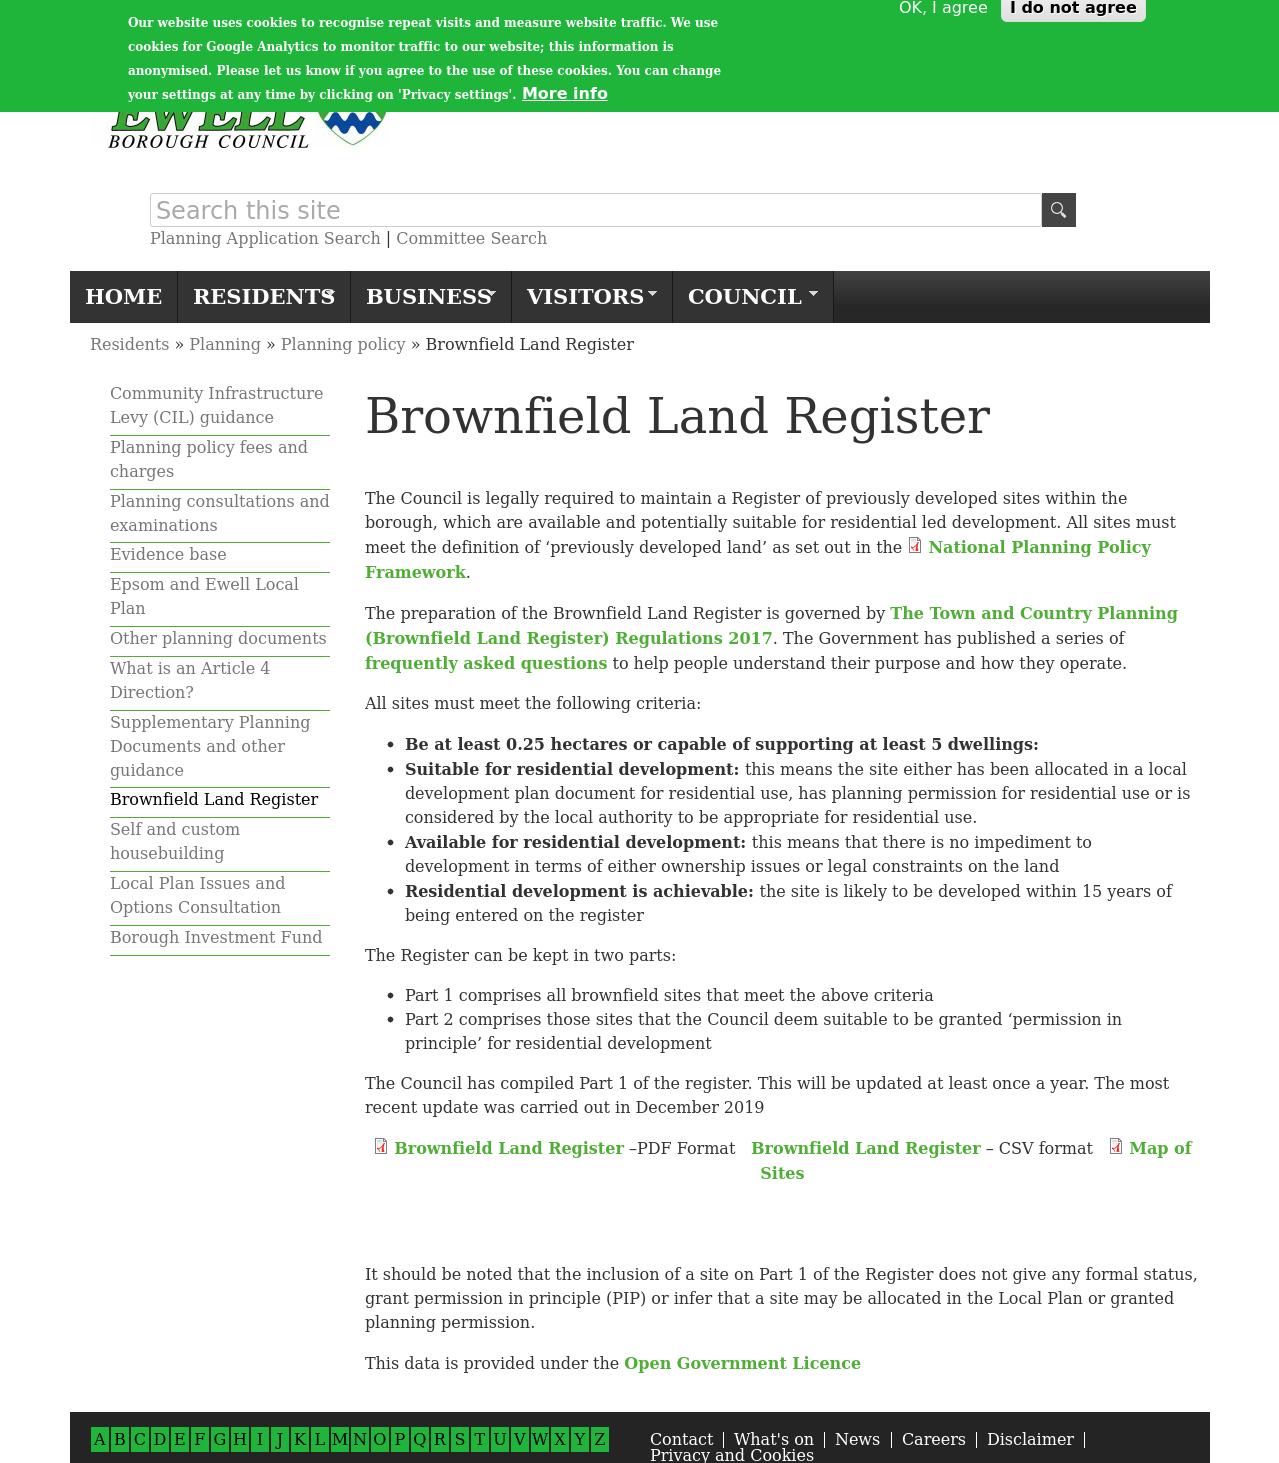 Our website uses cookies to recognise repeat visits and measure website traffic. We use
cookies for Google Analytics to monitor traffic to our website; this information is
anonymised. Please let us know if you agree to the use of these cookies. You can change
your settings at any time by clicking on 'Privacy settings'. More info
OK, I agree
I do not agree
EWELL
BOROUGH COUNCIL
Search this site
Planning Application Search | Committee Search
HOME RESIDENTS BUSINESS VISITORS COUNCIL
Residents » Planning » Planning policy » Brownfield Land Register
Community Infrastructure
Levy (CIL) guidance
Planning policy fees and
charges
Planning consultations and
examinations
Evidence base
Epsom and Ewell Local
Plan
Other planning documents
What is an Article 4
Direction?
Supplementary Planning
Documents and other
guidance
Brownfield Land Register
Self and custom
housebuilding
Local Plan Issues and
Options Consultation
Borough Investment Fund
Brownfield Land Register
The Council is legally required to maintain a Register of previously developed sites within the
borough, which are available and potentially suitable for residential led development. All sites must
meet the definition of ‘previously developed land’ as set out in the National Planning Policy
Framework.
The preparation of the Brownfield Land Register is governed by The Town and Country Planning
(Brownfield Land Register) Regulations 2017. The Government has published a series of
frequently asked questions to help people understand their purpose and how they operate.
All sites must meet the following criteria:
• Be at least 0.25 hectares or capable of supporting at least 5 dwellings:
• Suitable for residential development: this means the site either has been allocated in a local
development plan document for residential use, has planning permission for residential use or is
considered by the local authority to be appropriate for residential use.
• Available for residential development: this means that there is no impediment to
development in terms of either ownership issues or legal constraints on the land
• Residential development is achievable: the site is likely to be developed within 15 years of
being entered on the register
The Register can be kept in two parts:
• Part 1 comprises all brownfield sites that meet the above criteria
• Part 2 comprises those sites that the Council deem suitable to be granted ‘permission in
principle’ for residential development
The Council has compiled Part 1 of the register. This will be updated at least once a year. The most
recent update was carried out in December 2019
Brownfield Land Register –PDF Format Brownfield Land Register – CSV format Map of
Sites
It should be noted that the inclusion of a site on Part 1 of the Register does not give any formal status,
grant permission in principle (PIP) or infer that a site may be allocated in the Local Plan or granted
planning permission.
This data is provided under the Open Government Licence
A B C D E F G H I J K L M N O P Q R S T U V W X Y Z
Contact What's on News Careers Disclaimer
Privacy and Cookies